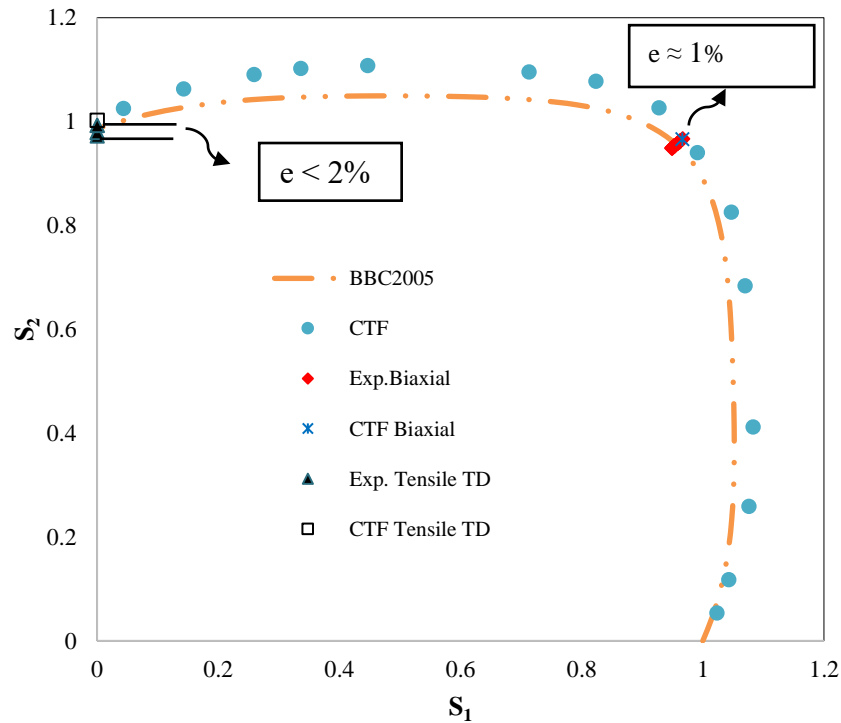 1.2
e ≈ 1%
1
e < 2%
0.8
BBC2005
S2
0.6
CTF
Exp.Biaxial
0.4
CTF Biaxial
Exp. Tensile TD
0.2
CTF Tensile TD
0
0 0.2 0.4 0.6 0.8 1 1.2
S1